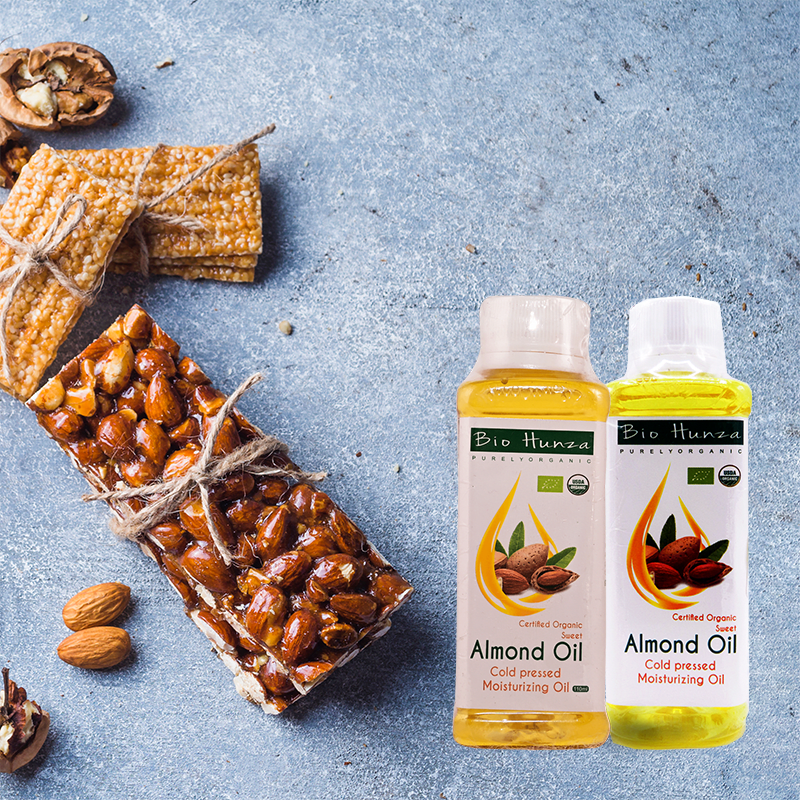 Bio Hunza
PURELYORGANIC
USDA
ORGANIC
Certified Organic
Sweet
Almond Oil
Cold pressed
Moisturizing Oil 110ml
Bio Hunza
PURELYORGANIC
USDA
ORGANIC
Certified Organic
Sweet
Almond Oil
Cold pressed
Moisturizing Oil